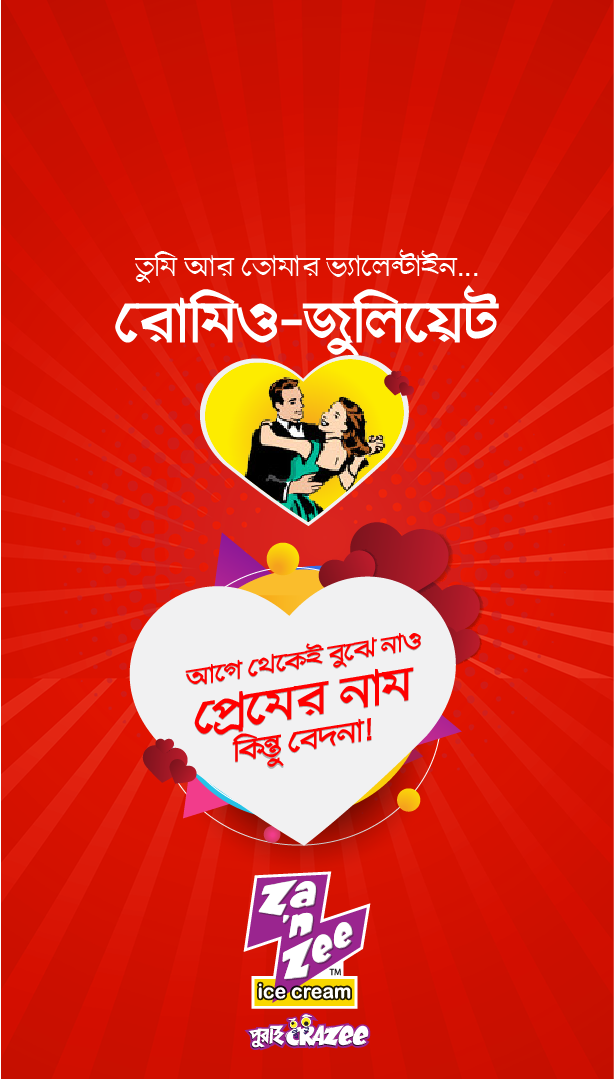 তুমি আর তোমার ভ্যালেন্টাইন...
রোমিও-জুলিয়েট
আগে থেকেই বুঝে নাও
প্রেমের নাম
কিন্তু বেদনা!
Za
'n
Zee
TM
ice cream
পুরাই CRAZEE